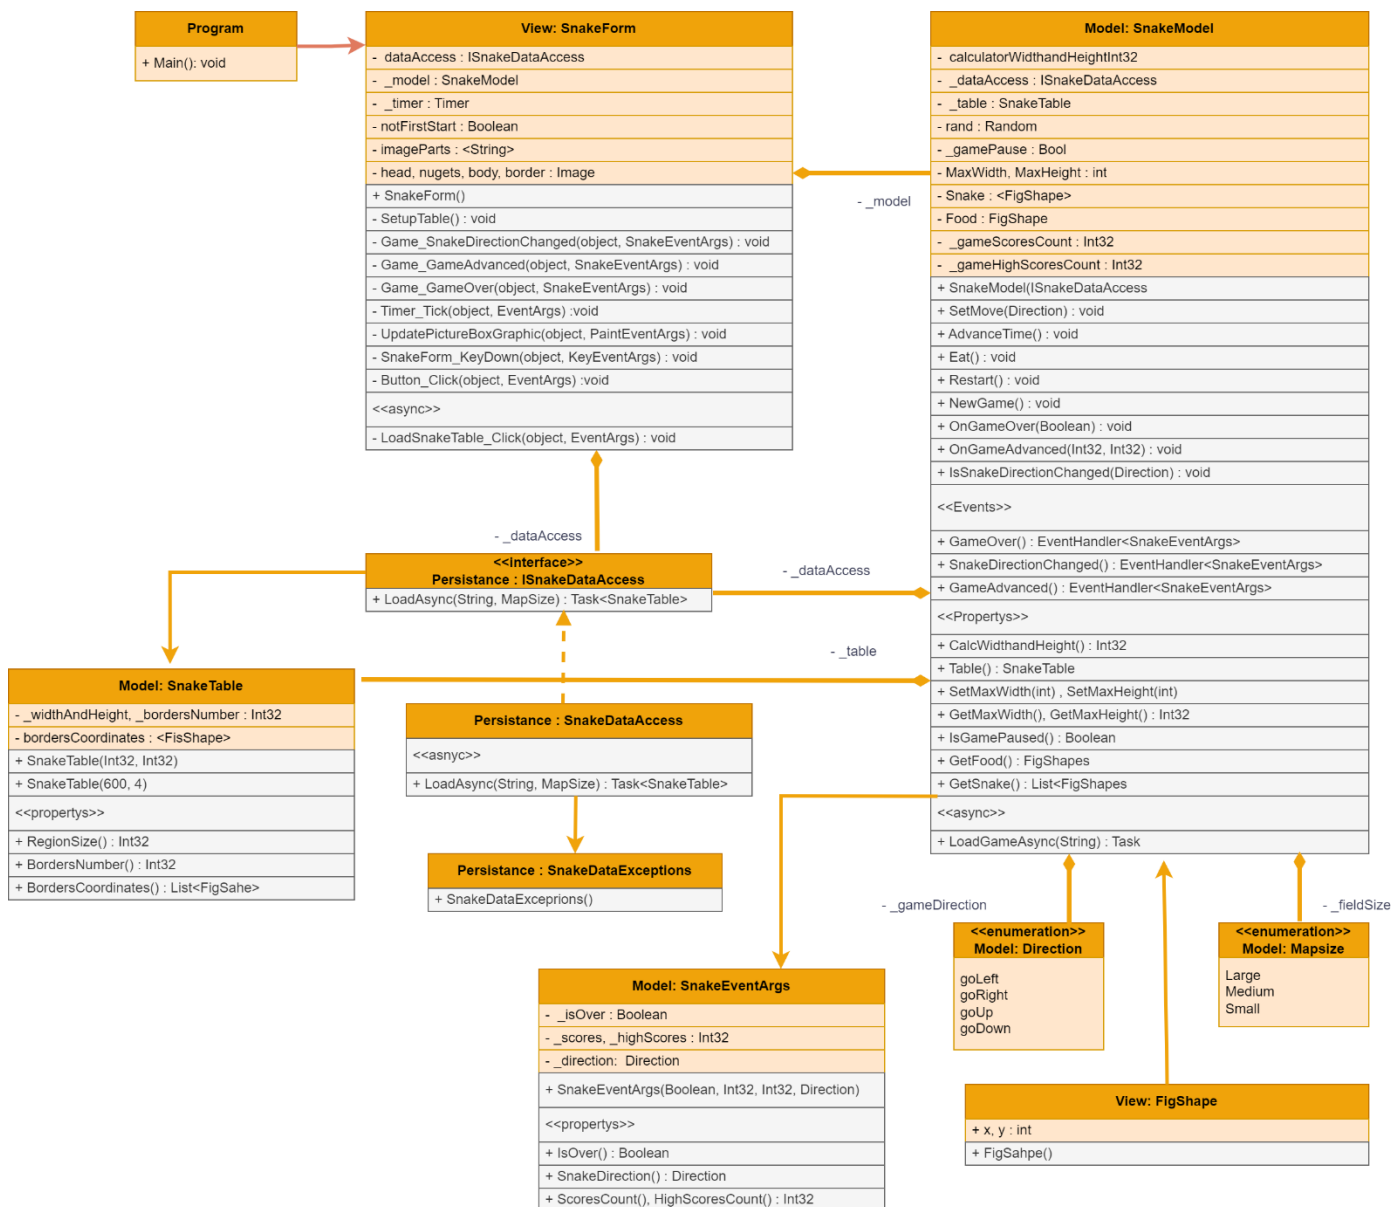 Program
+ Main(): void
View: SnakeForm
- dataAccess : ISnakeDataAccess
- _model : SnakeModel
- _timer : Timer
- notFirstStart : Boolean
- imageParts : <String>
- head, nugets, body, border : Image
+ SnakeForm()
- SetupTable() : void
- Game_SnakeDirectionChanged(object, SnakeEventArgs) : void
- Game_GameAdvanced(object, SnakeEventArgs) : void
- Game_GameOver(object, SnakeEventArgs) : void
- Timer_Tick(object, EventArgs) :void
- UpdatePictureBoxGraphic(object, PaintEventArgs) : void
- SnakeForm_KeyDown(object, KeyEventArgs) : void
- Button_Click(object, EventArgs) :void
<<async>>
- LoadSnakeTable_Click(object, EventArgs) : void
- _model
Model: SnakeModel
- calculatorWidthandHeightInt32
- _dataAccess : ISnakeDataAccess
- _table : SnakeTable
- rand : Random
- _gamePause : Bool
- MaxWidth, MaxHeight : int
- Snake : <FigShape>
- Food : FigShape
- _gameScoresCount : Int32
- _gameHighScoresCount : Int32
+ SnakeModel(ISnakeDataAccess
+ SetMove(Direction) : void
+ AdvanceTime() : void
+ Eat() : void
+ Restart() : void
+ NewGame() : void
+ OnGameOver(Boolean) : void
+ OnGameAdvanced(Int32, Int32) : void
+ IsSnakeDirectionChanged(Direction) : void
<<Events>>
+ GameOver() : EventHandler<SnakeEventArgs>
+ SnakeDirectionChanged() : EventHandler<SnakeEventArgs>
+ GameAdvanced() : EventHandler<SnakeEventArgs>
<<Propertys>>
+ CalcWidthandHeight() : Int32
+ Table() : SnakeTable
+ SetMaxWidth(int) , SetMaxHeight(int)
+ GetMaxWidth(), GetMaxHeight() : Int32
+ IsGamePaused() : Boolean
+ GetFood() : FigShapes
+ GetSnake() : List<FigShapes
<<async>>
+ LoadGameAsync(String) : Task
- _dataAccess
<<interface>>
Persistance : ISnakeDataAccess
+ LoadAsync(String, MapSize) : Task<SnakeTable>
- _dataAccess
- _table
Model: SnakeTable
- _widthAndHeight, _bordersNumber : Int32
- bordersCoordinates : <FisShape>
+ SnakeTable(Int32, Int32)
+ SnakeTable(600, 4)
<<propertys>>
+ RegionSize() : Int32
+ BordersNumber() : Int32
+ BordersCoordinates() : List<FigSahe>
Persistance : SnakeDataAccess
<<asnyc>>
+ LoadAsync(String, MapSize) : Task<SnakeTable>
Persistance : SnakeDataExceptions
+ SnakeDataExceprions()
- _gameDirection
- _fieldSize
<<enumeration>>
Model: Direction
goLeft
goRight
goUp
goDown
<<enumeration>>
Model: Mapsize
Large
Medium
Small
Model: SnakeEventArgs
- _isOver : Boolean
- _scores, _highScores : Int32
- _direction: Direction
+ SnakeEventArgs(Boolean, Int32, Int32, Direction)
<<propertys>>
+ IsOver() : Boolean
+ SnakeDirection() : Direction
+ ScoresCount(), HighScoresCount() : Int32
View: FigShape
+ x, y : int
+ FigSahpe()